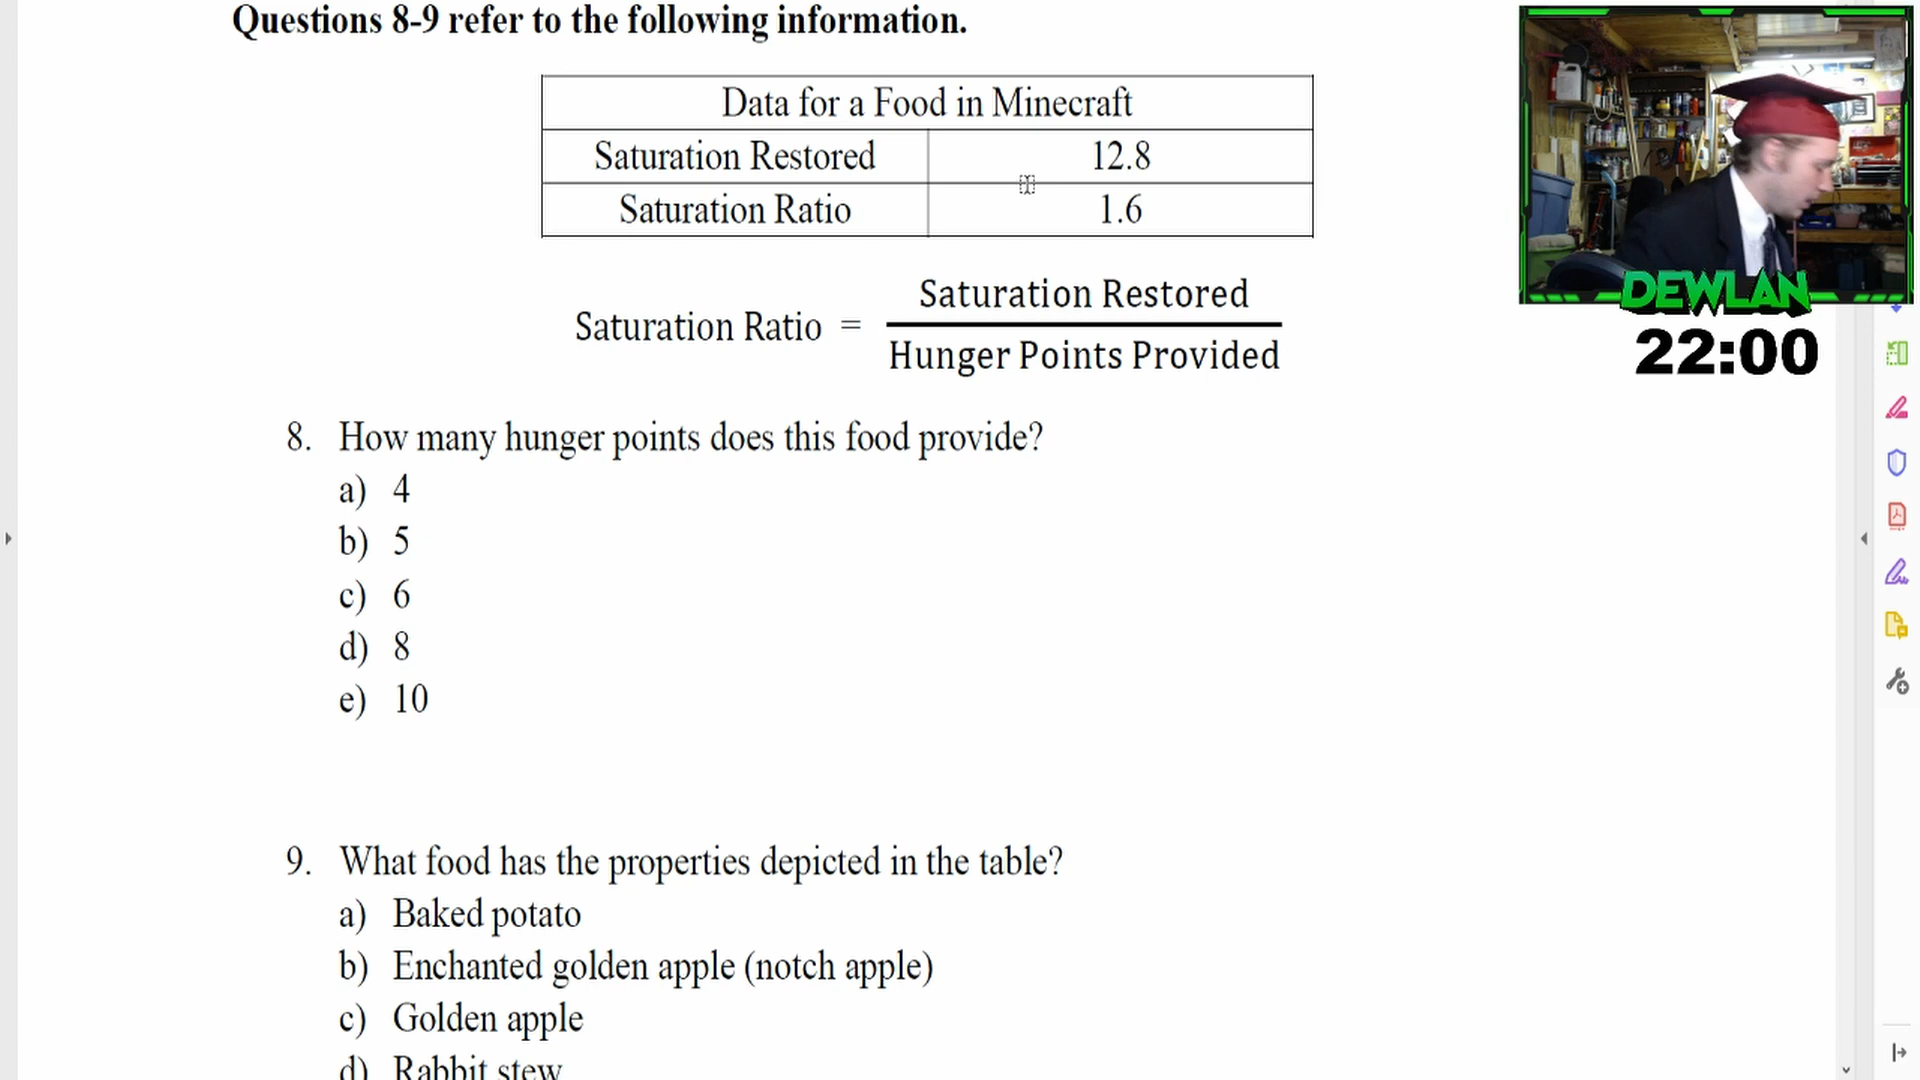 Questions 8-9 refer to the following information.
Data for a Food in Minecraft
Saturation Restored 12.8
Saturation Ratio 1.6
Saturation Ratio = Saturation Restored
Hunger Points Provided
DEWLAN
22:00
8. How many hunger points does this food provide?
a) 4
b) 5
c) 6
d) 8
e) 10
9. What food has the properties depicted in the table?
a) Baked potato
b) Enchanted golden apple (notch apple)
c) Golden apple
d) Rabbit stew